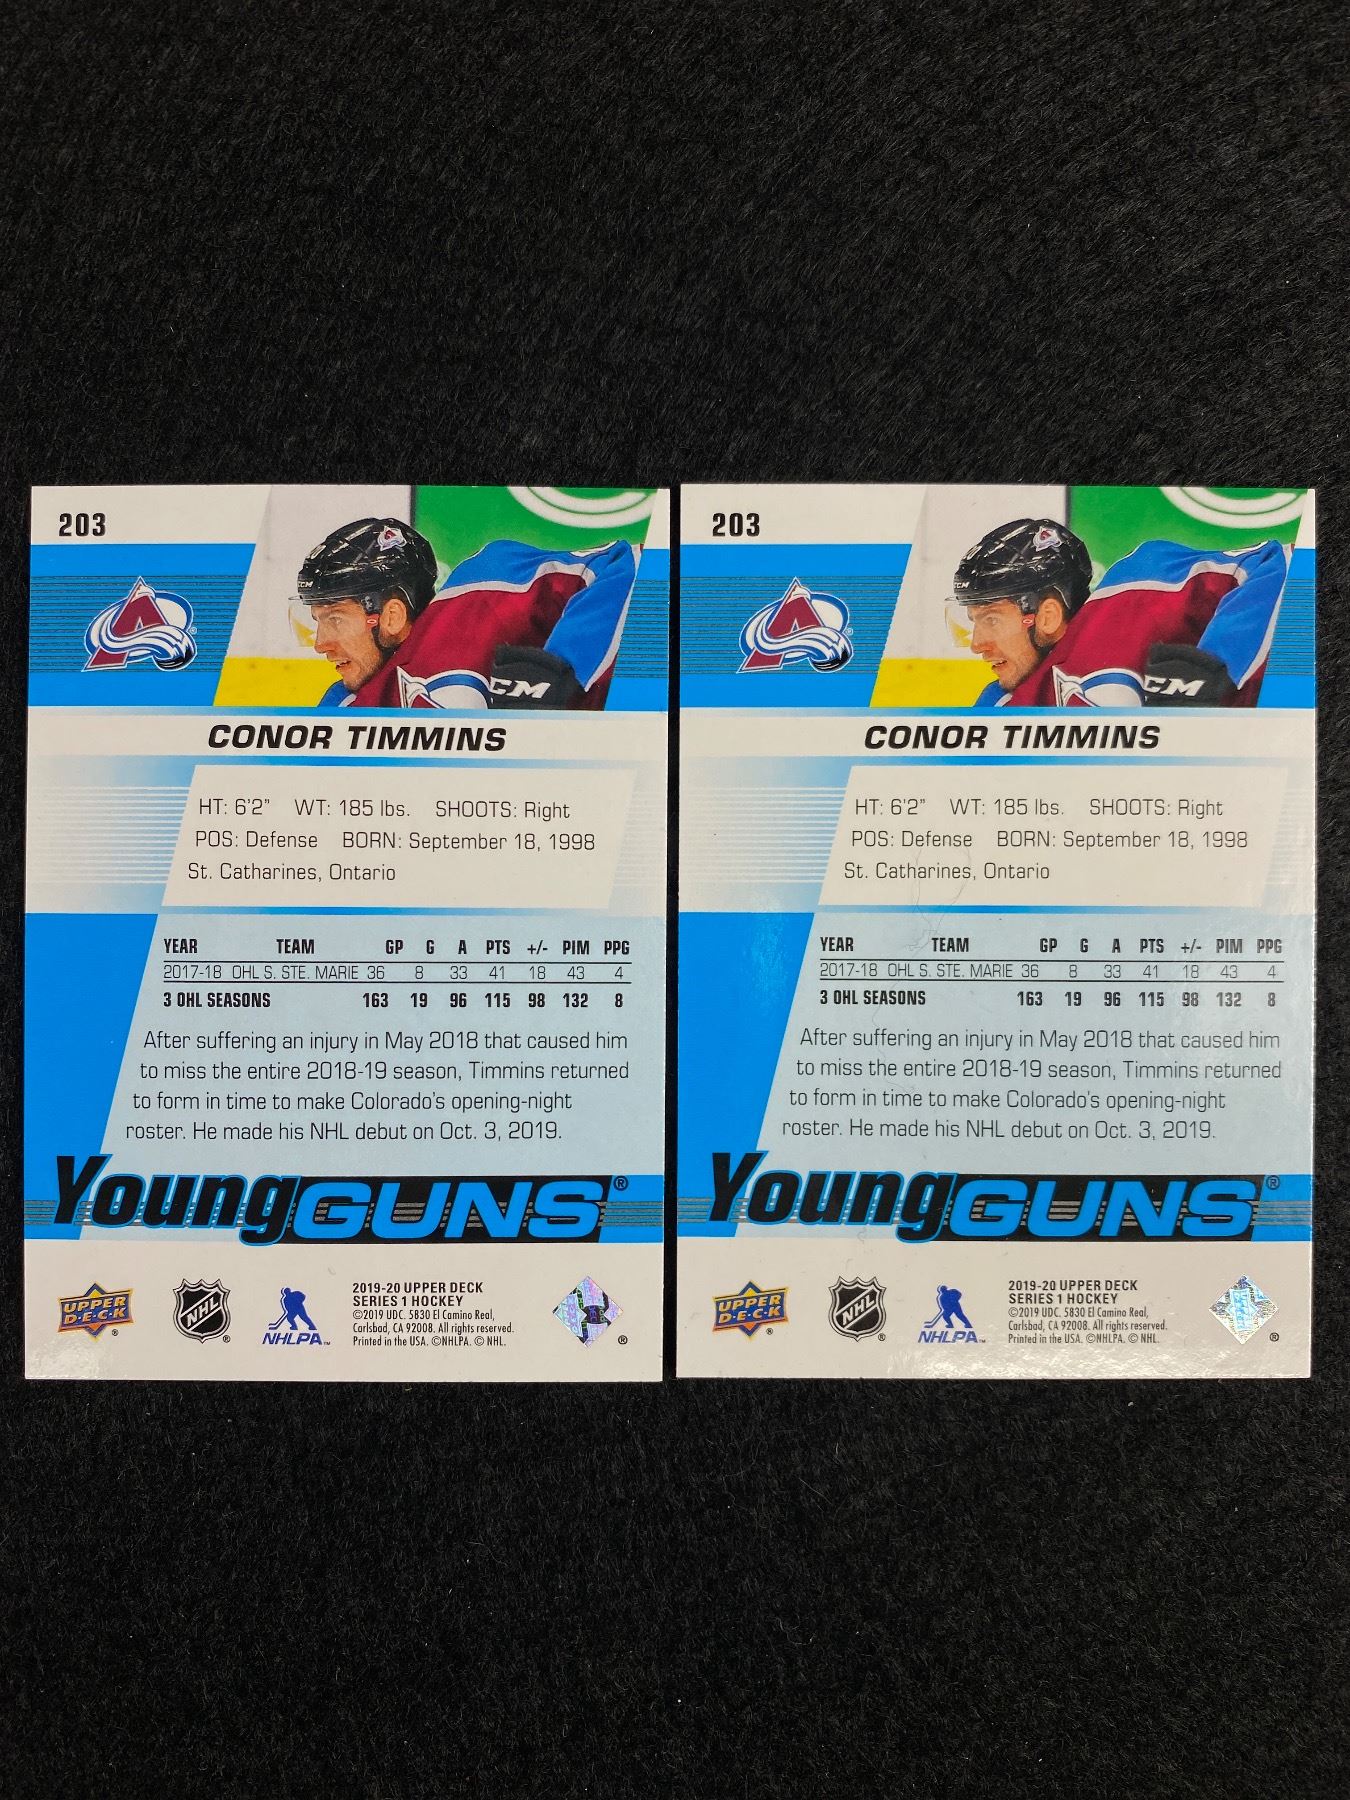 203
CCM
CCM
CONOR TIMMINS
HT: 6'2" WT: 185 lbs. SHOOTS: Right
POS: Defense BORN: September 18, 1998
St. Catharines, Ontario
YEAR TEAM GP G A PTS +/- PIM PPG
2017-18 OHL S. STE. MARIE 36 8 33 41 18 43 4
3 OHL SEASONS 163 19 96 115 98 132 8
After suffering an injury in May 2018 that caused him
to miss the entire 2018-19 season, Timmins returned
to form in time to make Colorado's opening-night
roster. He made his NHL debut on Oct. 3, 2019.
Young GUNS®
UPPER DECK ®
NHL ®
NHLPA™
2019-20 UPPER DECK
SERIES 1 HOCKEY
©2019 UDC. 5830 El Camino Real,
Carlsbad, CA 92008. All rights reserved.
Printed in the USA. ©NHLPA. © NHL.
®
203
CCM
CCM
CONOR TIMMINS
HT: 6'2" WT: 185 lbs. SHOOTS: Right
POS: Defense BORN: September 18, 1998
St. Catharines, Ontario
YEAR TEAM GP G A PTS +/- PIM PPG
2017-18 OHL S. STE. MARIE 36 8 33 41 18 43 4
3 OHL SEASONS 163 19 96 115 98 132 8
After suffering an injury in May 2018 that caused him
to miss the entire 2018-19 season, Timmins returned
to form in time to make Colorado's opening-night
roster. He made his NHL debut on Oct. 3, 2019.
Young GUNS®
UPPER DECK ®
NHL ®
NHLPA™
2019-20 UPPER DECK
SERIES 1 HOCKEY
©2019 UDC. 5830 El Camino Real,
Carlsbad, CA 92008. All rights reserved.
Printed in the USA. ©NHLPA. © NHL.
®